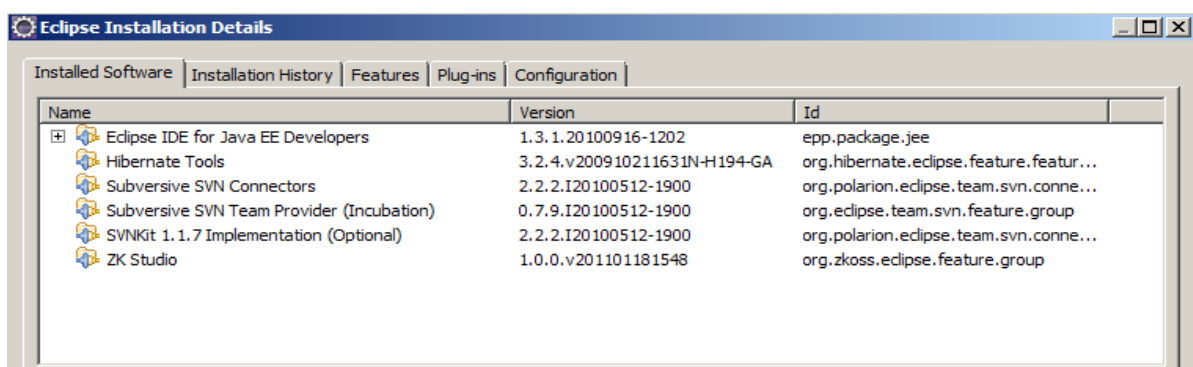 Eclipse Installation Details
Installed Software Installation History Features Plug-ins Configuration
Name Version Id
Eclipse IDE for Java EE Developers 1.3.1.20100916-1202 epp.package.jee
Hibernate Tools 3.2.4.v200910211631N-H194-GA org.hibernate.eclipse.feature.featur...
Subversive SVN Connectors 2.2.2.I20100512-1900 org.polarion.eclipse.team.svn.conne...
Subversive SVN Team Provider (Incubation) 0.7.9.I20100512-1900 org.eclipse.team.svn.feature.group
SVNKit 1.1.7 Implementation (Optional) 2.2.2.I20100512-1900 org.polarion.eclipse.team.svn.conne...
ZK Studio 1.0.0.v201101181548 org.zkoss.eclipse.feature.group